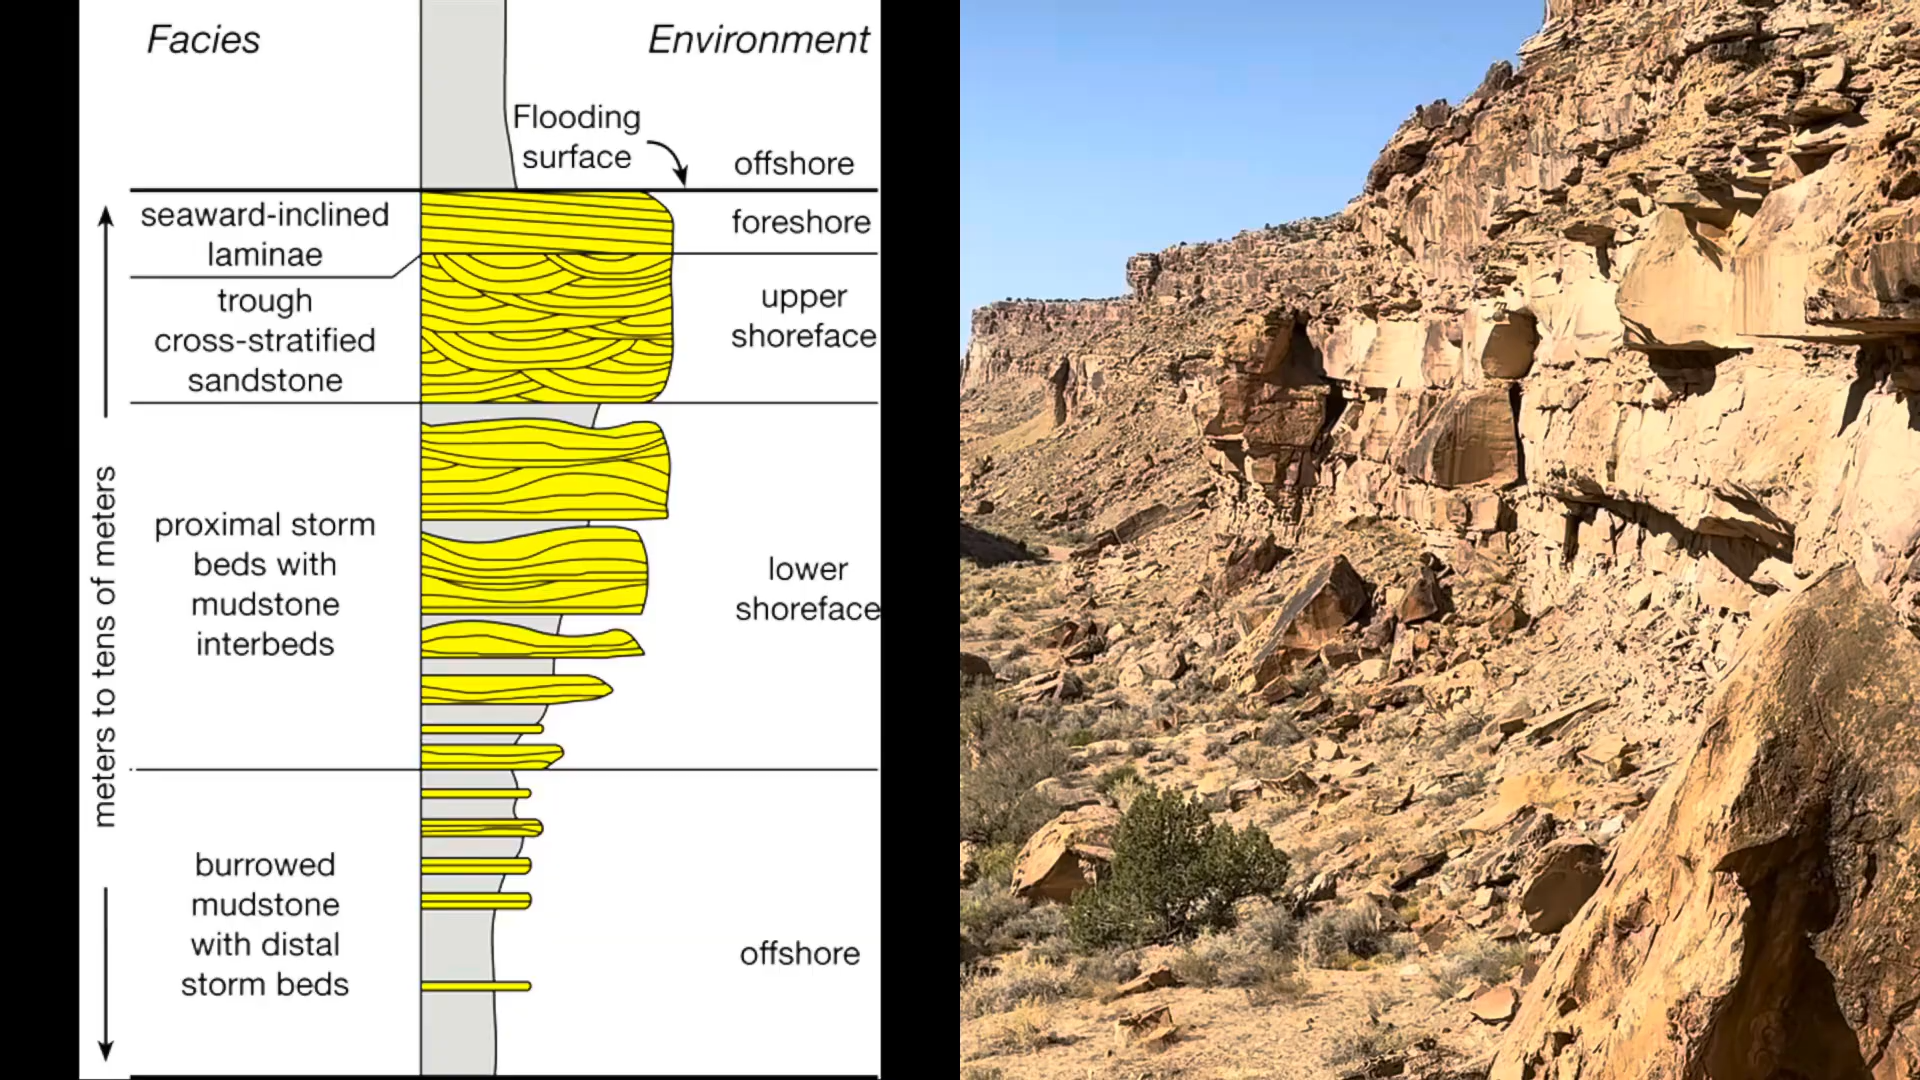 Facies
Environment
Flooding
surface
offshore
seaward-inclined
laminae
foreshore
trough
cross-stratified
sandstone
upper
shoreface
meters to tens of meters
proximal storm
beds with
mudstone
interbeds
lower
shoreface
burrowed
mudstone
with distal
storm beds
offshore